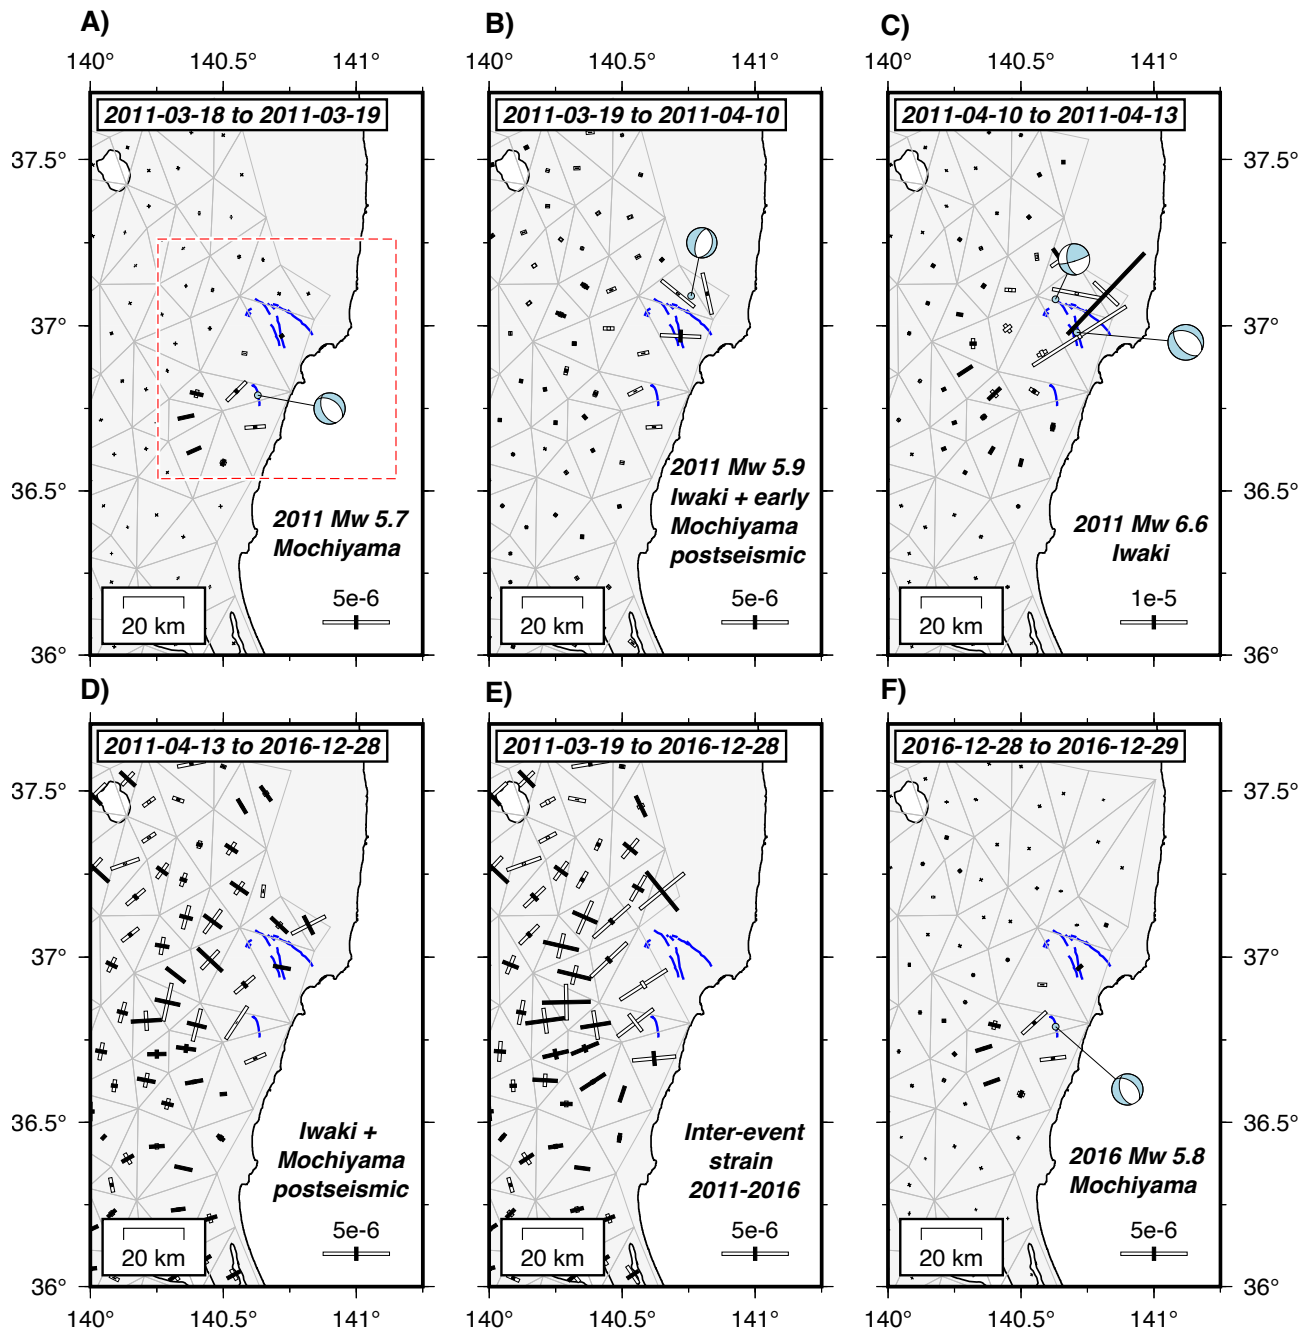 A)
B)
C)
140°
140.5°
141°
140°
140.5°
141°
140°
140.5°
141°
2011-03-18 to 2011-03-19
2011-03-19 to 2011-04-10
2011-04-10 to 2011-04-13
37.5°
37.5°
37°
37°
36.5°
36.5°
36°
36°
2011 Mw 5.7
Mochiyama
5e-6
20 km
2011 Mw 5.9
Iwaki + early
Mochiyama
postseismic
5e-6
20 km
2011 Mw 6.6
Iwaki
1e-5
20 km
D)
E)
F)
2011-04-13 to 2016-12-28
2011-03-19 to 2016-12-28
2016-12-28 to 2016-12-29
37.5°
37.5°
37°
37°
36.5°
36.5°
36°
36°
Iwaki +
Mochiyama
postseismic
5e-6
20 km
Inter-event
strain
2011-2016
5e-6
20 km
2016 Mw 5.8
Mochiyama
5e-6
20 km
140°
140.5°
141°
140°
140.5°
141°
140°
140.5°
141°